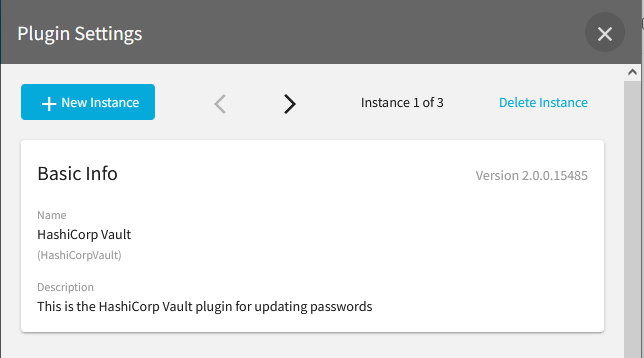 Plugin Settings
+ New Instance
Instance 1 of 3
Delete Instance
Basic Info
Version 2.0.0.15485
Name
HashiCorp Vault
(HashiCorpVault)
Description
This is the HashiCorp Vault plugin for updating passwords